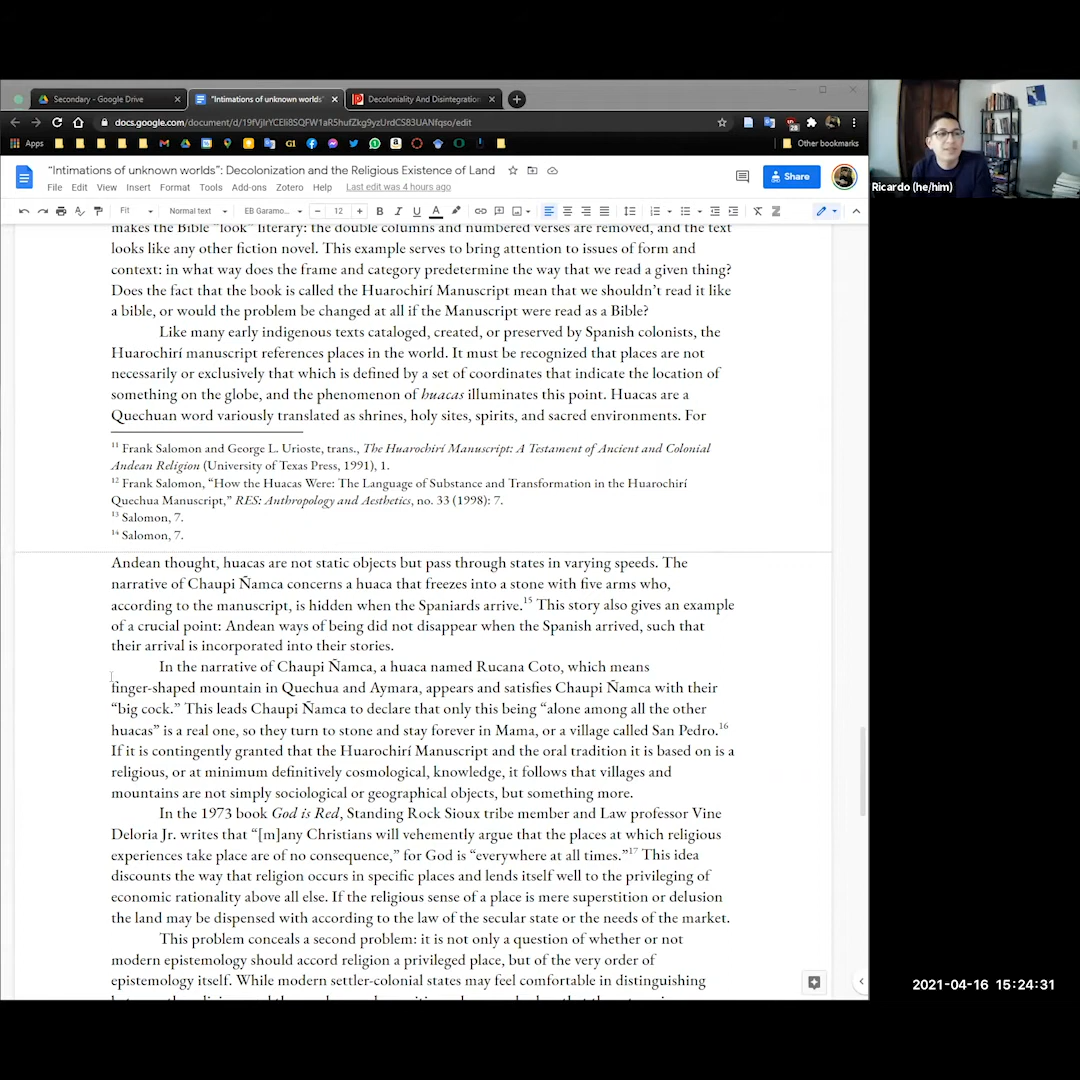 Secondary - Google Drive
"Intimations of unknown worlds"
Decoloniality And Disintegration
docs.google.com/document/d/19fVjIrYCEli8SQFW1aR5hufZkg9yzUrdCS83UANfqso/edit
Apps
Other bookmarks
"Intimations of unknown worlds": Decolonization and the Religious Existence of Land
File Edit View Insert Format Tools Add-ons Zotero Help Last edit was 4 hours ago
Share
Ricardo (he/him)
Fit Normal text EB Garamo... 12
makes the Bible "look" literary: the double columns and numbered verses are removed, and the text
looks like any other fiction novel. This example serves to bring attention to issues of form and
context: in what way does the frame and category predetermine the way that we read a given thing?
Does the fact that the book is called the Huarochirí Manuscript mean that we shouldn't read it like
a bible, or would the problem be changed at all if the Manuscript were read as a Bible?
Like many early indigenous texts cataloged, created, or preserved by Spanish colonists, the
Huarochirí manuscript references places in the world. It must be recognized that places are not
necessarily or exclusively that which is defined by a set of coordinates that indicate the location of
something on the globe, and the phenomenon of huacas illuminates this point. Huacas are a
Quechuan word variously translated as shrines, holy sites, spirits, and sacred environments. For
11 Frank Salomon and George L. Urioste, trans., The Huarochirí Manuscript: A Testament of Ancient and Colonial
Andean Religion (University of Texas Press, 1991), 1.
12 Frank Salomon, "How the Huacas Were: The Language of Substance and Transformation in the Huarochirí
Quechua Manuscript," RES: Anthropology and Aesthetics, no. 33 (1998): 7.
13 Salomon, 7.
14 Salomon, 7.
Andean thought, huacas are not static objects but pass through states in varying speeds. The
narrative of Chaupi Ñamca concerns a huaca that freezes into a stone with five arms who,
according to the manuscript, is hidden when the Spaniards arrive.15 This story also gives an example
of a crucial point: Andean ways of being did not disappear when the Spanish arrived, such that
their arrival is incorporated into their stories.
In the narrative of Chaupi Ñamca, a huaca named Rucana Coto, which means
finger-shaped mountain in Quechua and Aymara, appears and satisfies Chaupi Ñamca with their
"big cock." This leads Chaupi Ñamca to declare that only this being "alone among all the other
huacas" is a real one, so they turn to stone and stay forever in Mama, or a village called San Pedro.16
If it is contingently granted that the Huarochirí Manuscript and the oral tradition it is based on is a
religious, or at minimum definitively cosmological, knowledge, it follows that villages and
mountains are not simply sociological or geographical objects, but something more.
In the 1973 book God is Red, Standing Rock Sioux tribe member and Law professor Vine
Deloria Jr. writes that "[m]any Christians will vehemently argue that the places at which religious
experiences take place are of no consequence," for God is "everywhere at all times."17 This idea
discounts the way that religion occurs in specific places and lends itself well to the privileging of
economic rationality above all else. If the religious sense of a place is mere superstition or delusion
the land may be dispensed with according to the law of the secular state or the needs of the market.
This problem conceals a second problem: it is not only a question of whether or not
modern epistemology should accord religion a privileged place, but of the very order of
epistemology itself. While modern settler-colonial states may feel comfortable in distinguishing
2021-04-16 15:24:31